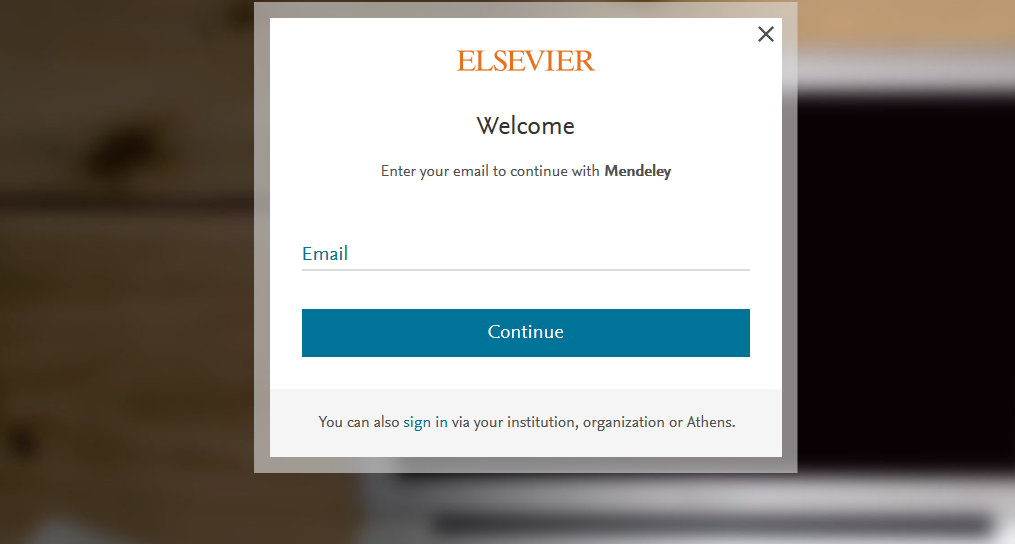 ELSEVIER
Welcome
Enter your email to continue with Mendeley
Email
Continue
You can also sign in via your institution, organization or Athens.